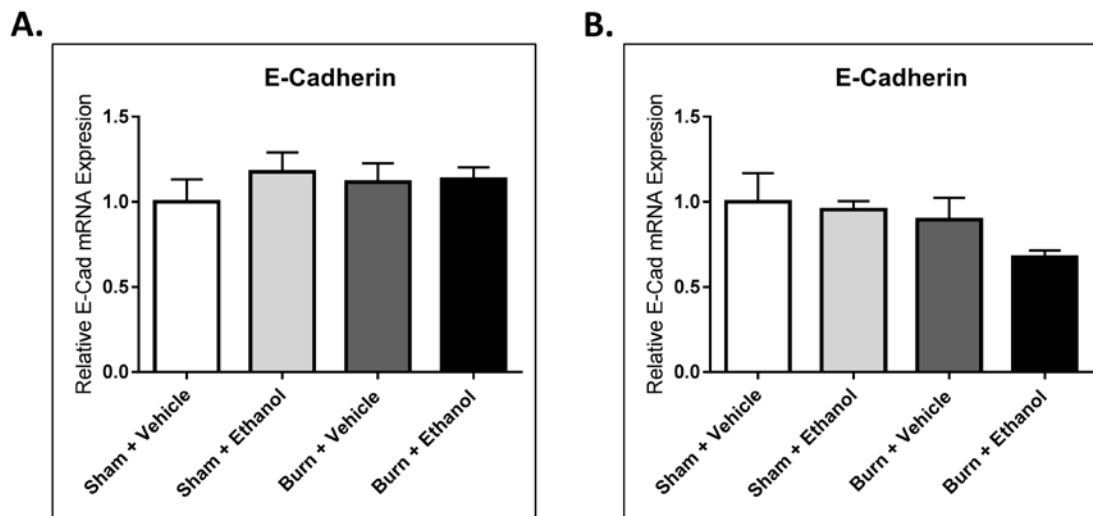 A.
E-Cadherin
Relative E-Cad mRNA Expresion
1.5
1.0
0.5
0.0
Sham + Vehicle
Sham + Ethanol
Burn + Vehicle
Burn + Ethanol
B.
E-Cadherin
Relative E-Cad mRNA Expresion
1.5
1.0
0.5
0.0
Sham + Vehicle
Sham + Ethanol
Burn + Vehicle
Burn + Ethanol